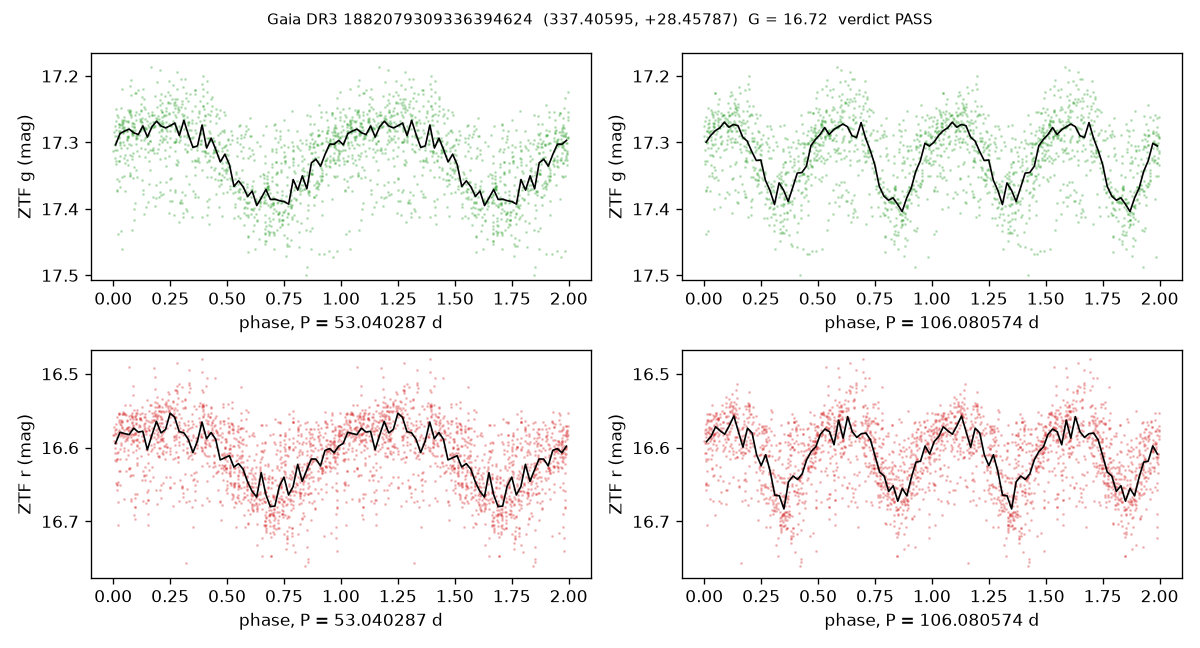 Gaia DR3 1882079309336394624  (337.40595, +28.45787)  G = 16.72  verdict PASS
ZTF g (mag)
17.2
17.3
17.4
17.5
0.00 0.25 0.50 0.75 1.00 1.25 1.50 1.75 2.00
phase, P = 53.040287 d
ZTF g (mag)
17.2
17.3
17.4
17.5
0.00 0.25 0.50 0.75 1.00 1.25 1.50 1.75 2.00
phase, P = 106.080574 d
ZTF r (mag)
16.5
16.6
16.7
0.00 0.25 0.50 0.75 1.00 1.25 1.50 1.75 2.00
phase, P = 53.040287 d
ZTF r (mag)
16.5
16.6
16.7
0.00 0.25 0.50 0.75 1.00 1.25 1.50 1.75 2.00
phase, P = 106.080574 d